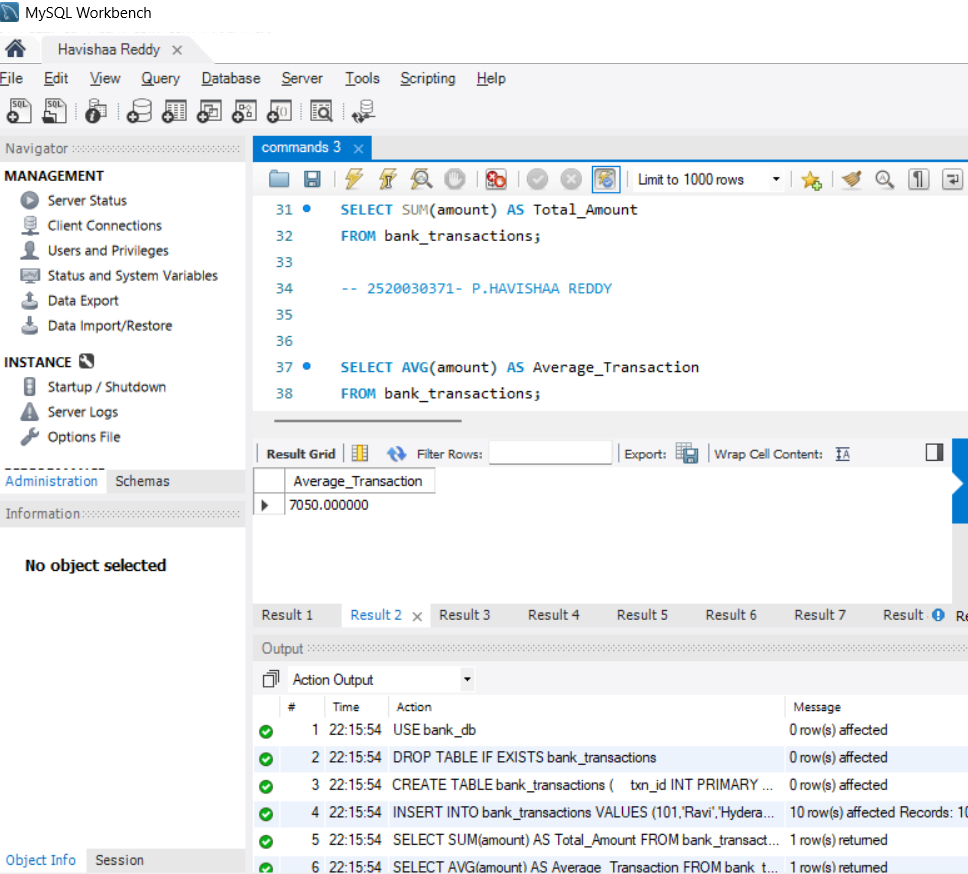 MySQL Workbench
Havishaa Reddy
File Edit View Query Database Server Tools Scripting Help
Navigator
MANAGEMENT
Server Status
Client Connections
Users and Privileges
Status and System Variables
Data Export
Data Import/Restore
INSTANCE
Startup / Shutdown
Server Logs
Options File
Administration Schemas
Information
No object selected
Object Info Session
commands 3
Limit to 1000 rows
31 SELECT SUM(amount) AS Total_Amount
32 FROM bank_transactions;
33
34 -- 2520030371- P.HAVISHAA REDDY
35
36
37 SELECT AVG(amount) AS Average_Transaction
38 FROM bank_transactions;
Result Grid Filter Rows: Export: Wrap Cell Content:
Average_Transaction
7050.000000
Result 1 Result 2 Result 3 Result 4 Result 5 Result 6 Result 7 Result Re
Output
Action Output
# Time Action Message
1 22:15:54 USE bank_db 0 row(s) affected
2 22:15:54 DROP TABLE IF EXISTS bank_transactions 0 row(s) affected
3 22:15:54 CREATE TABLE bank_transactions ( txn_id INT PRIMARY ... 0 row(s) affected
4 22:15:54 INSERT INTO bank_transactions VALUES (101,'Ravi','Hydera... 10 row(s) affected Records: 10
5 22:15:54 SELECT SUM(amount) AS Total_Amount FROM bank_transact... 1 row(s) returned
6 22:15:54 SELECT AVG(amount) AS Average_Transaction FROM bank_t... 1 row(s) returned